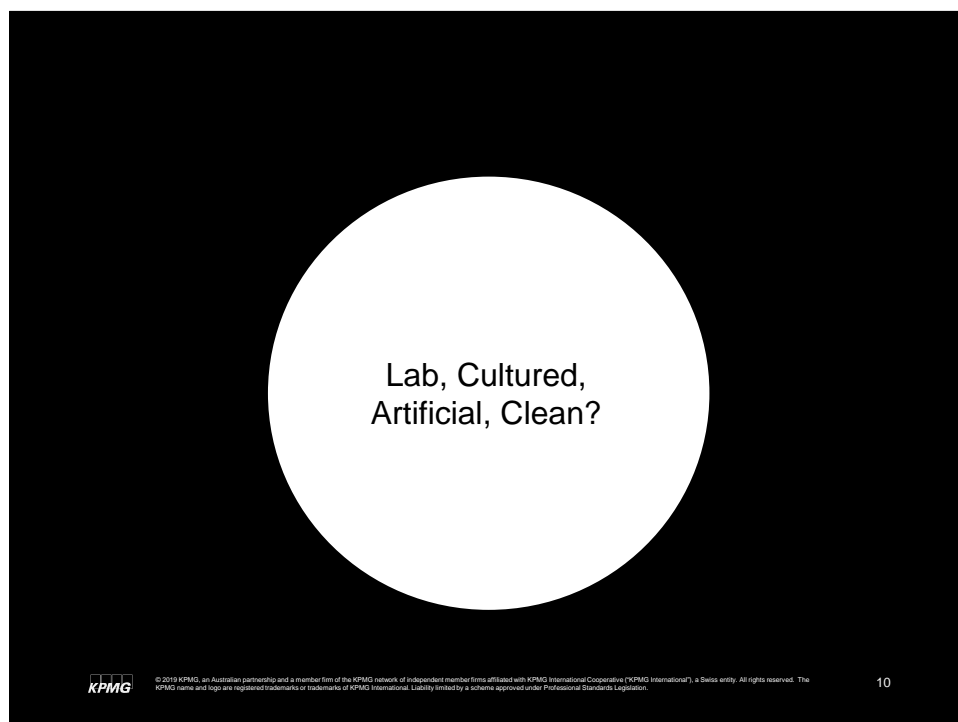 Lab, Cultured,
Artificial, Clean?
KPMG
© 2019 KPMG, an Australian partnership and a member firm of the KPMG network of independent member firms affiliated with KPMG International Cooperative (“KPMG International”), a Swiss entity. All rights reserved. The
KPMG name and logo are registered trademarks or trademarks of KPMG International. Liability limited by a scheme approved under Professional Standards Legislation.
10